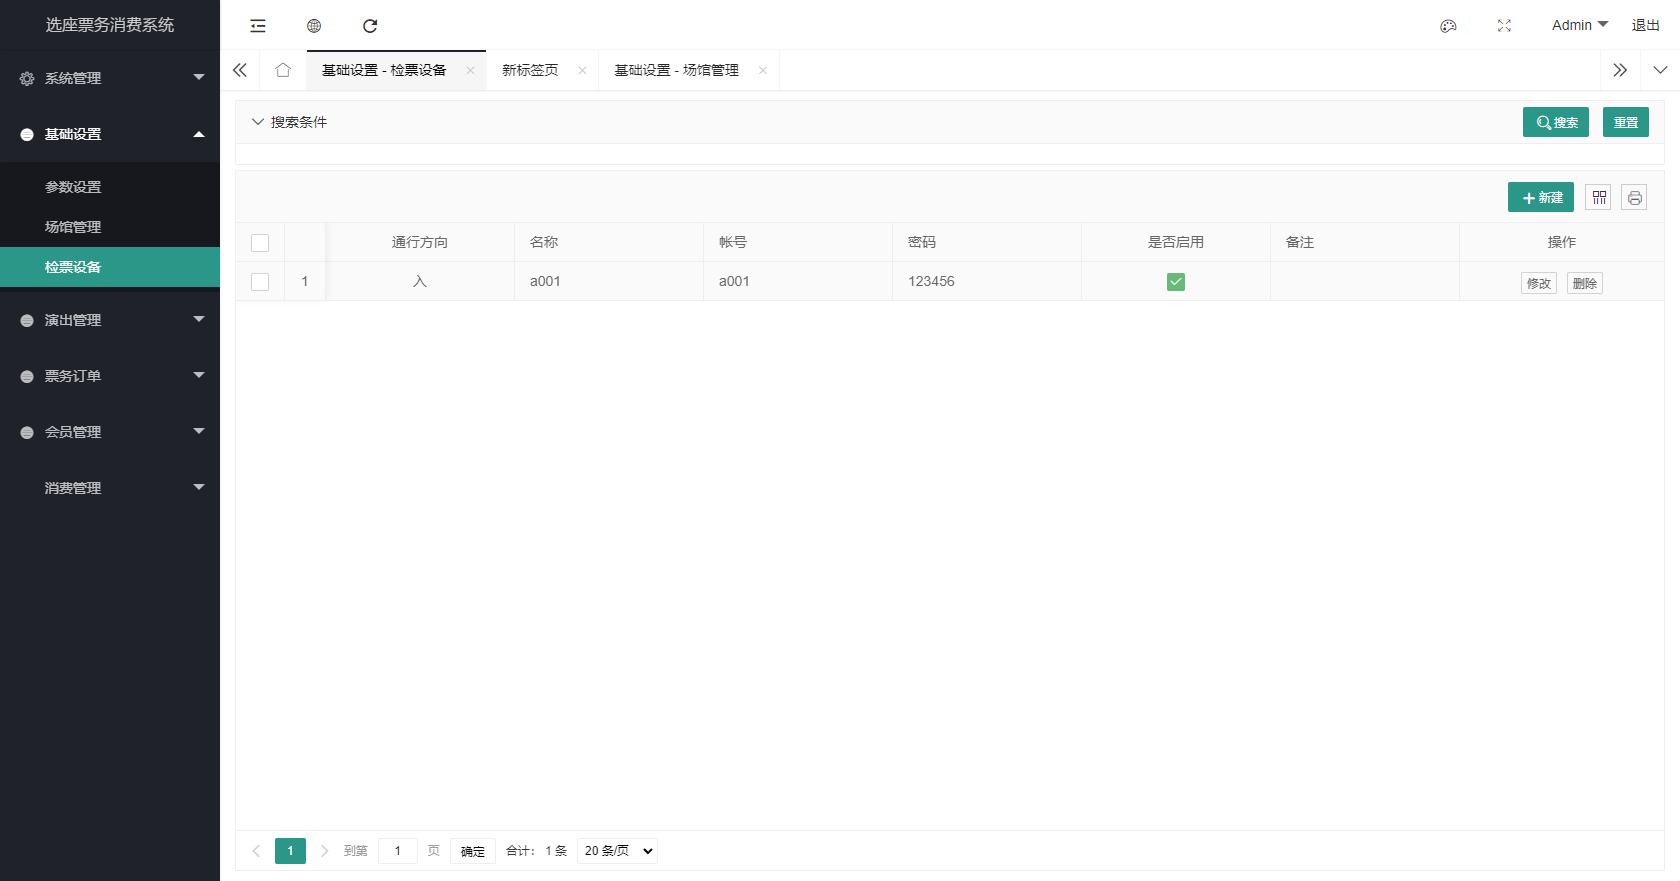 选座票务消费系统
Admin
退出
系统管理
基础设置
参数设置
场馆管理
检票设备
演出管理
票务订单
会员管理
消费管理
基础设置 - 检票设备
新标签页
基础设置 - 场馆管理
搜索条件
搜索
重置
新建
通行方向 名称 帐号 密码 是否启用 备注 操作
1 入 a001 a001 123456 修改 删除
1 到第 1 页 确定 合计： 1 条 20 条/页